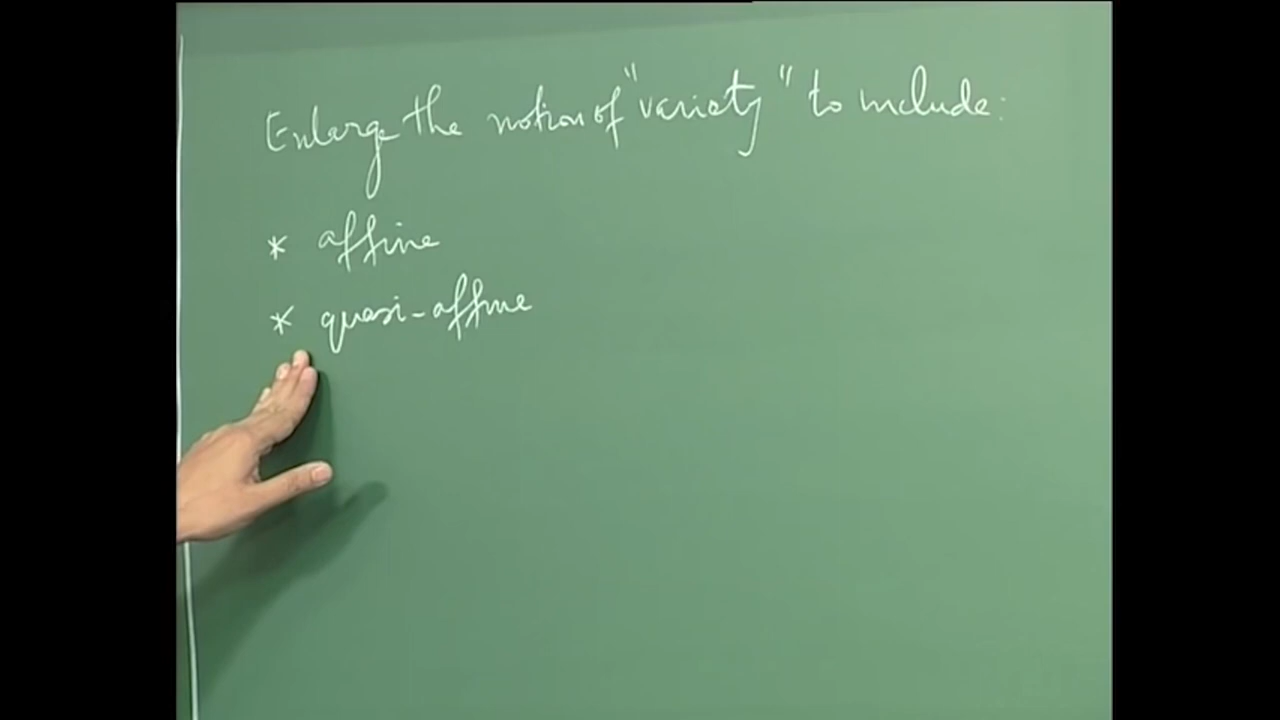 Enlarge the notion of "variety" to include:
* affine
* quasi-affine